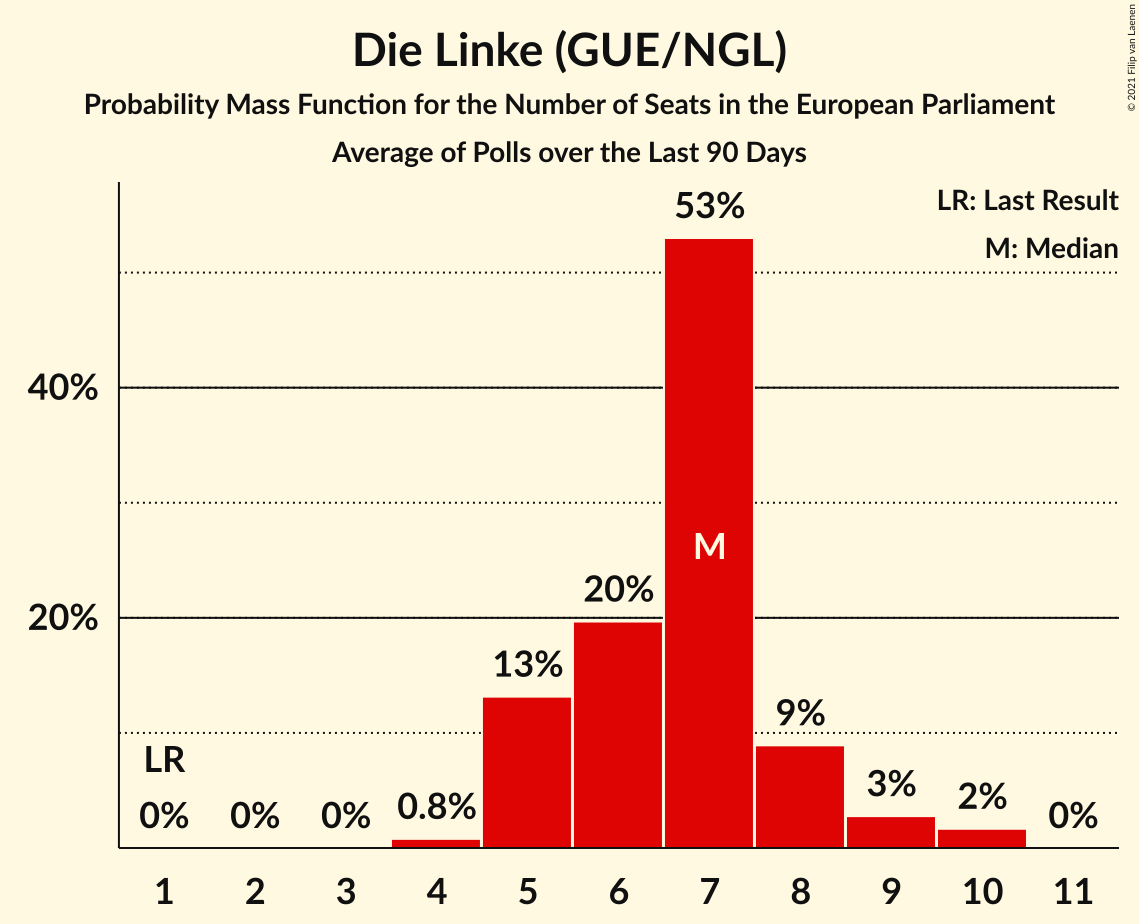 Die Linke (GUE/NGL)
Probability Mass Function for the Number of Seats in the European Parliament
Average of Polls over the Last 90 Days
© 2021 Filip van Laenen
LR: Last Result
M: Median
53%
40%
M
20%
20%
13%
9%
LR
3%
2%
0.8%
0% 0% 0% 0%
1 2 3 4 5 6 7 8 9 10 11